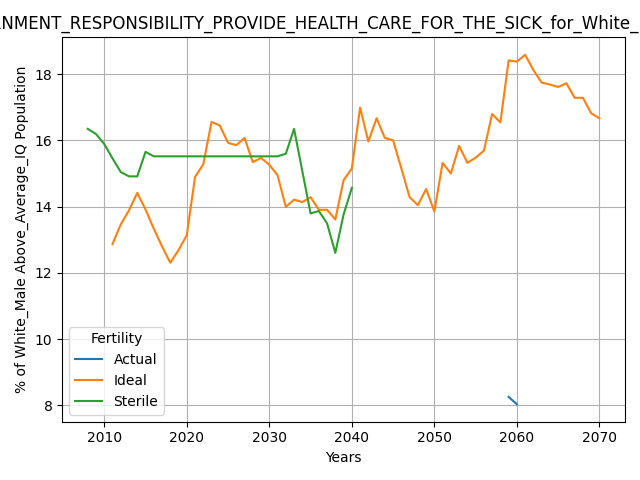 RNMENT_RESPONSIBILITY_PROVIDE_HEALTH_CARE_FOR_THE_SICK_for_White_
% of White_Male Above_Average_IQ Population
18
16
14
12
10
8
Fertility
Actual
Ideal
Sterile
2010 2020 2030 2040 2050 2060 2070
Years